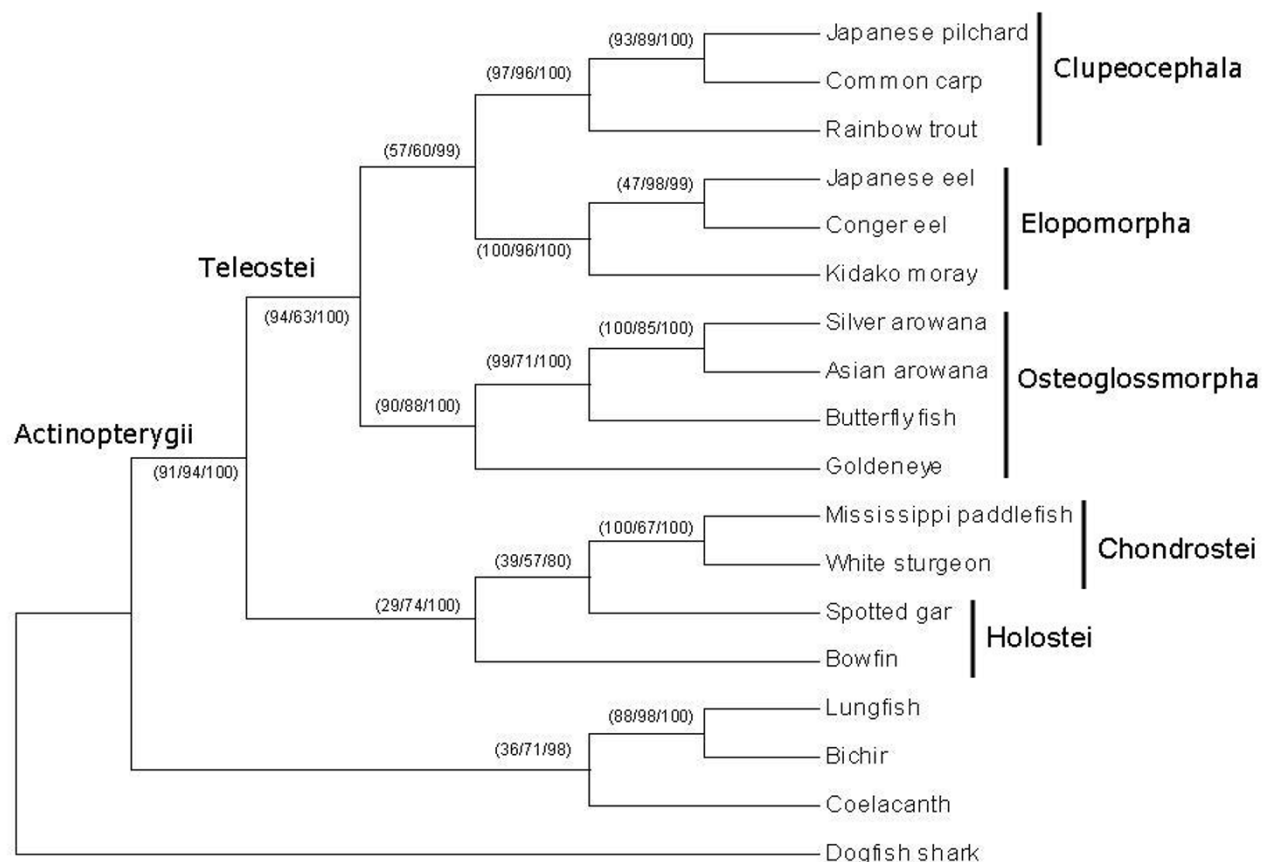 (93/89/100)
Japanese pilchard
Clupeocephala
(97/96/100)
Common carp
Rainbow trout
(57/60/99)
(47/98/99)
Japanese eel
Conger eel
Elopomorpha
(100/96/100)
Kidako moray
Teleostei
(94/63/100)
(100/85/100)
Silver arowana
(99/71/100)
Asian arowana
Osteoglossmorpha
(90/88/100)
Butterflyfish
Actinopterygii
(91/94/100)
Goldeneye
(100/67/100)
Mississippi paddlefish
Chondrostei
(39/57/80)
White sturgeon
(29/74/100)
Spotted gar
Holostei
Bowfin
(88/98/100)
Lungfish
(36/71/98)
Bichir
Coelacanth
Dogfish shark